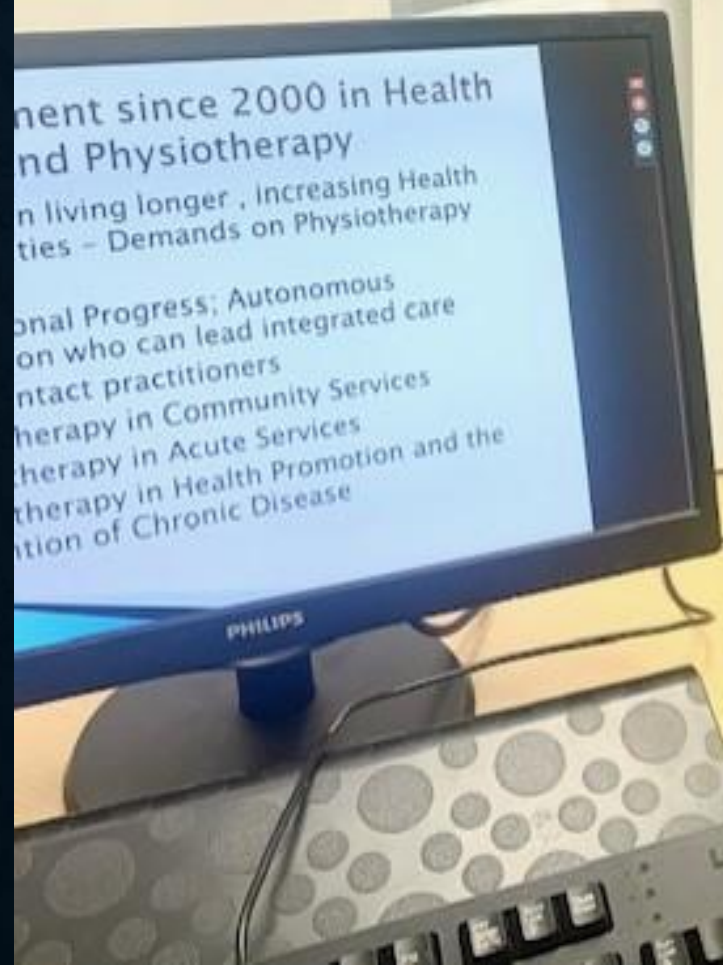 nent since 2000 in Health
nd Physiotherapy
n living longer , increasing Health
ties – Demands on Physiotherapy
onal Progress; Autonomous
on who can lead integrated care
ntact practitioners
herapy in Community Services
therapy in Acute Services
therapy in Health Promotion and the
ntion of Chronic Disease
PHILIPS